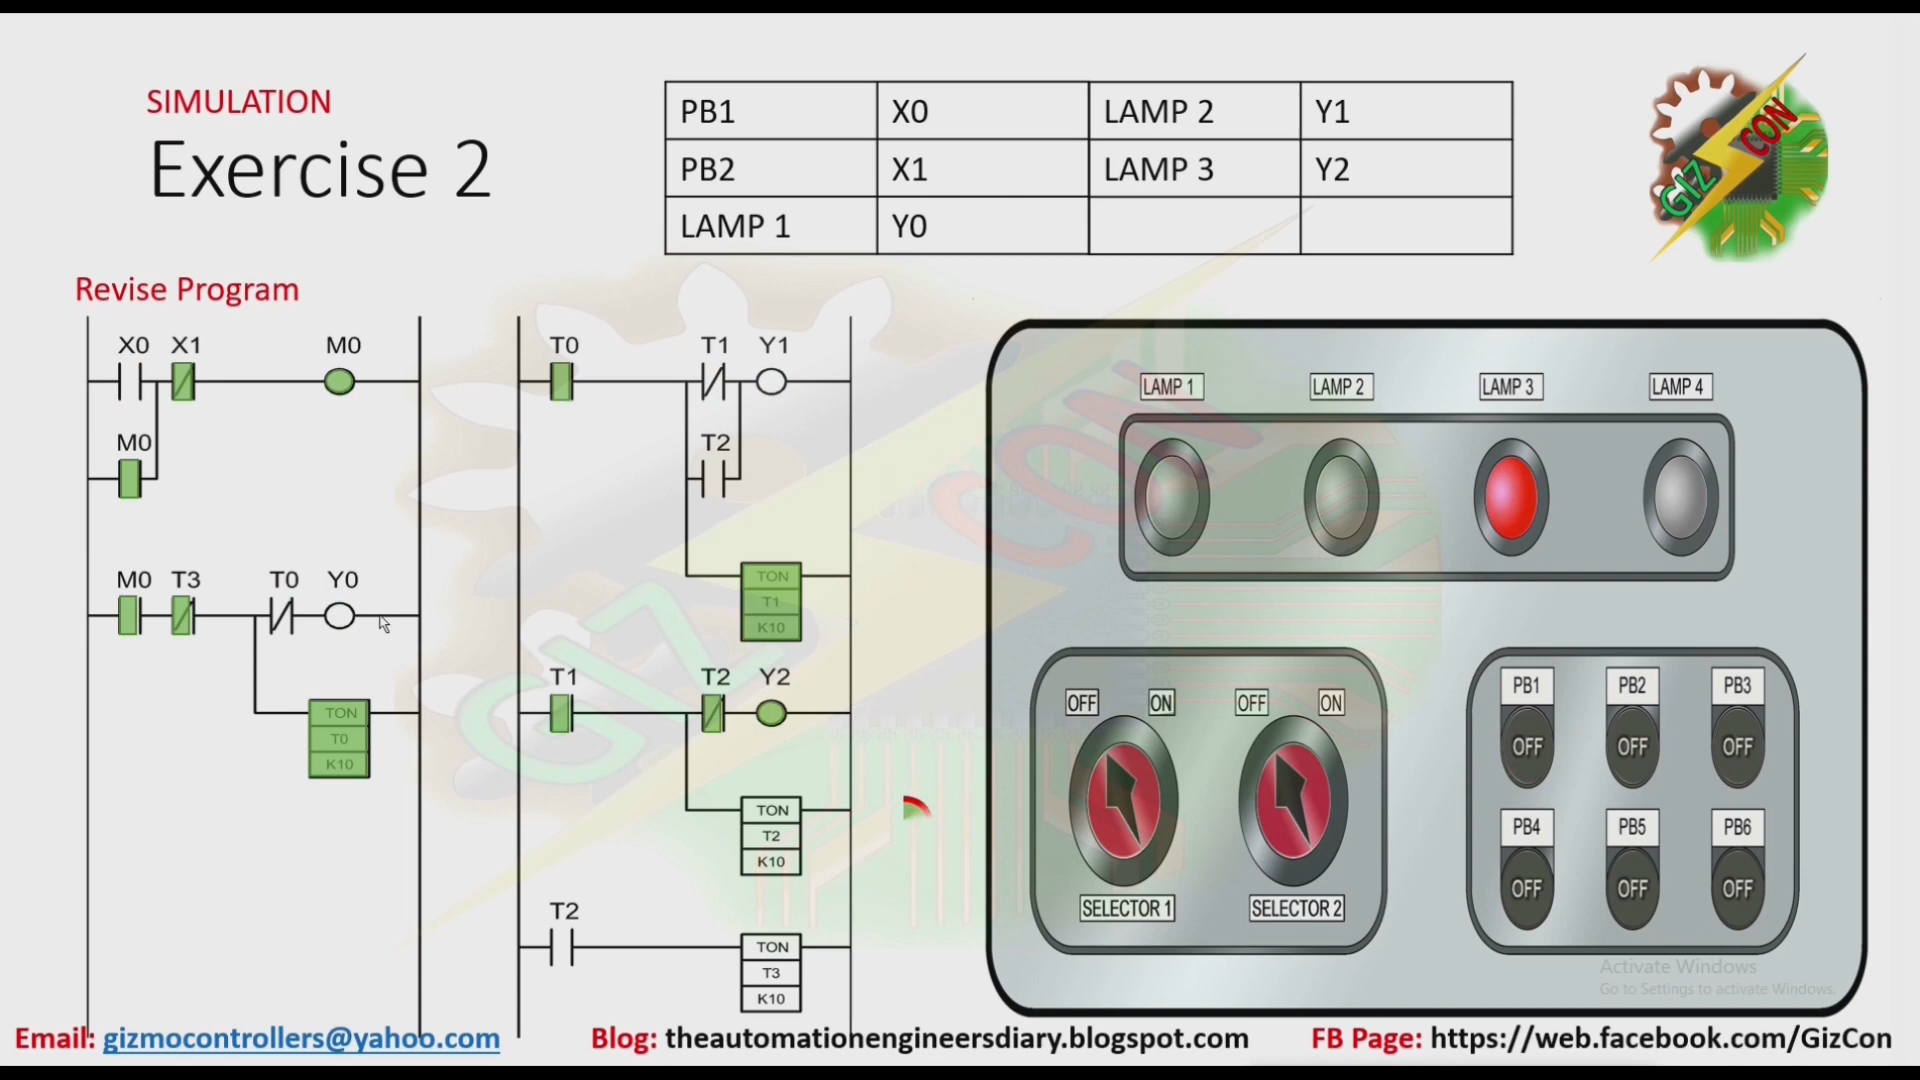 SIMULATION
Exercise 2
PB1 X0 LAMP 2 Y1
PB2 X1 LAMP 3 Y2
LAMP 1 Y0
GIZ CON
Revise Program
X0 X1 M0
M0
M0 T3 T0 Y0
TON
T0
K10
T0 T1 Y1
T2
TON
T1
K10
T1 T2 Y2
TON
T2
K10
T2
TON
T3
K10
GIZ CON
LAMP 1 LAMP 2 LAMP 3 LAMP 4
OFF ON OFF ON
SELECTOR 1 SELECTOR 2
PB1 PB2 PB3
OFF OFF OFF
PB4 PB5 PB6
OFF OFF OFF
Activate Windows
Go to Settings to activate Windows.
Email: gizmocontrollers@yahoo.com Blog: theautomationengineersdiary.blogspot.com FB Page: https://web.facebook.com/GizCon